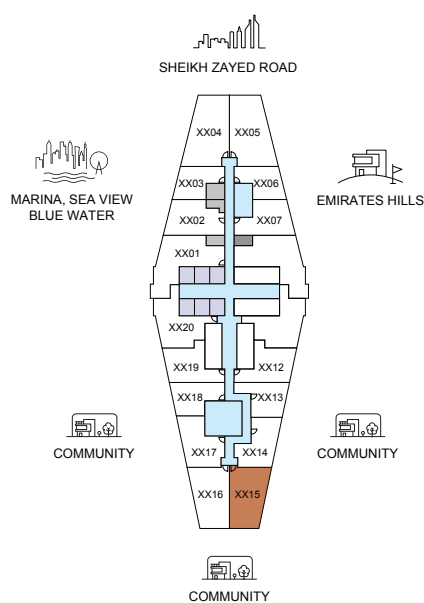 SHEIKH ZAYED ROAD
XX04 XX05
MARINA, SEA VIEW
BLUE WATER
XX03 XX06
EMIRATES HILLS
XX02 XX07
XX01
XX20
XX19 XX12
XX18 XX13
COMMUNITY
XX17 XX14
COMMUNITY
XX16 XX15
COMMUNITY